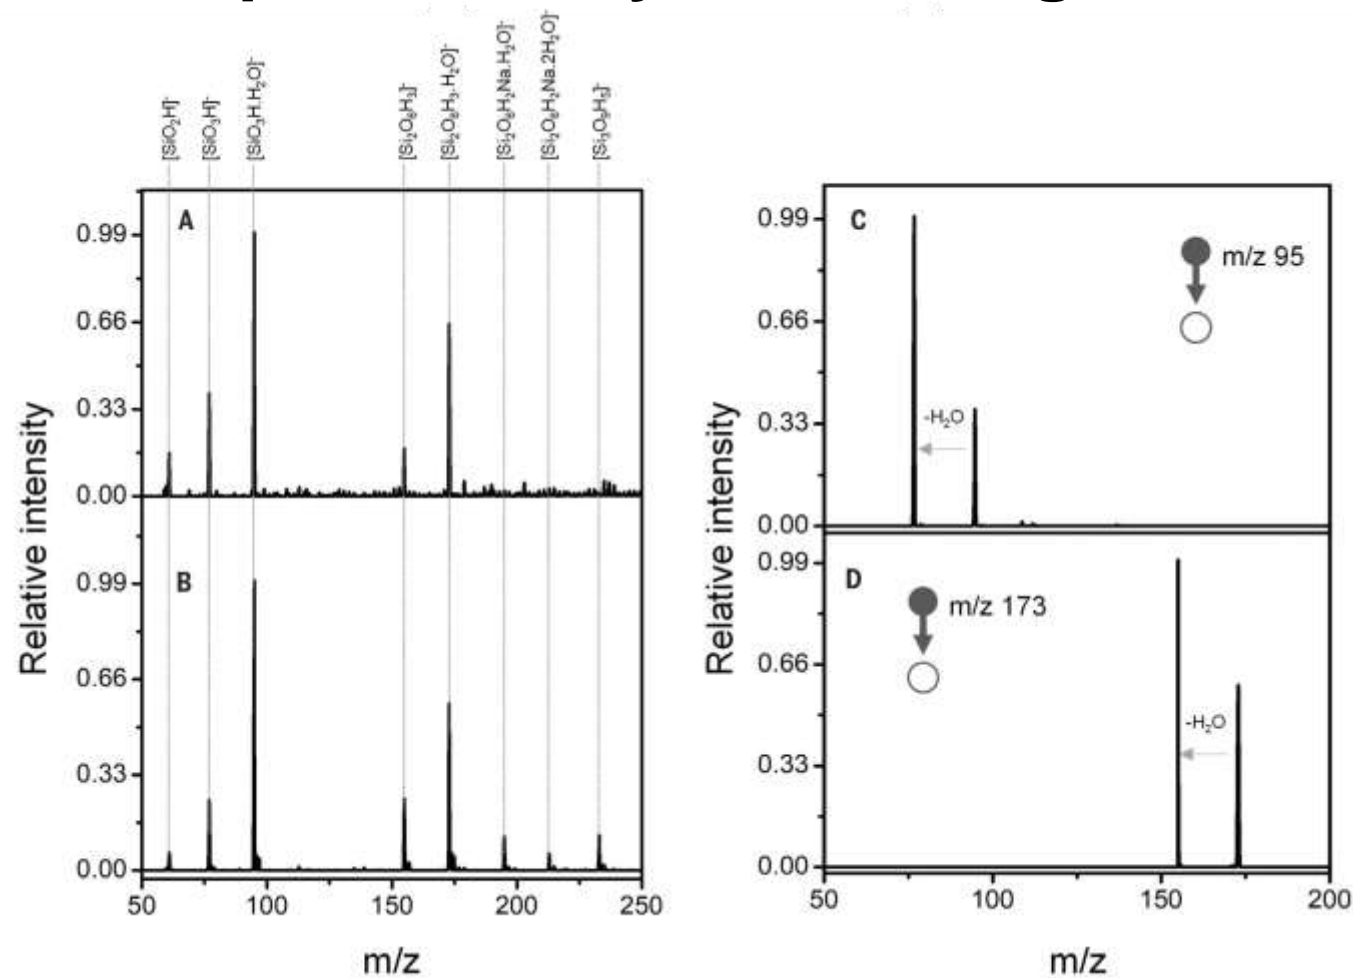 [SiO₂H]⁻
[SiO₃H]⁻
[SiO₃H.H₂O]⁻
[Si₂O₆H₃]⁻
[Si₂O₆H₃.H₂O]⁻
[Si₂O₆H₂Na.H₂O]⁻
[Si₂O₆H₂Na.2H₂O]⁻
[Si₃O₉H₅]⁻
A
0.99
0.66
0.33
0.00
B
0.99
0.66
0.33
0.00
Relative intensity
50 100 150 200 250
m/z
C
0.99
0.66
0.33
0.00
m/z 95
-H₂O
D
0.99
0.66
0.33
0.00
m/z 173
-H₂O
Relative intensity
50 100 150 200
m/z